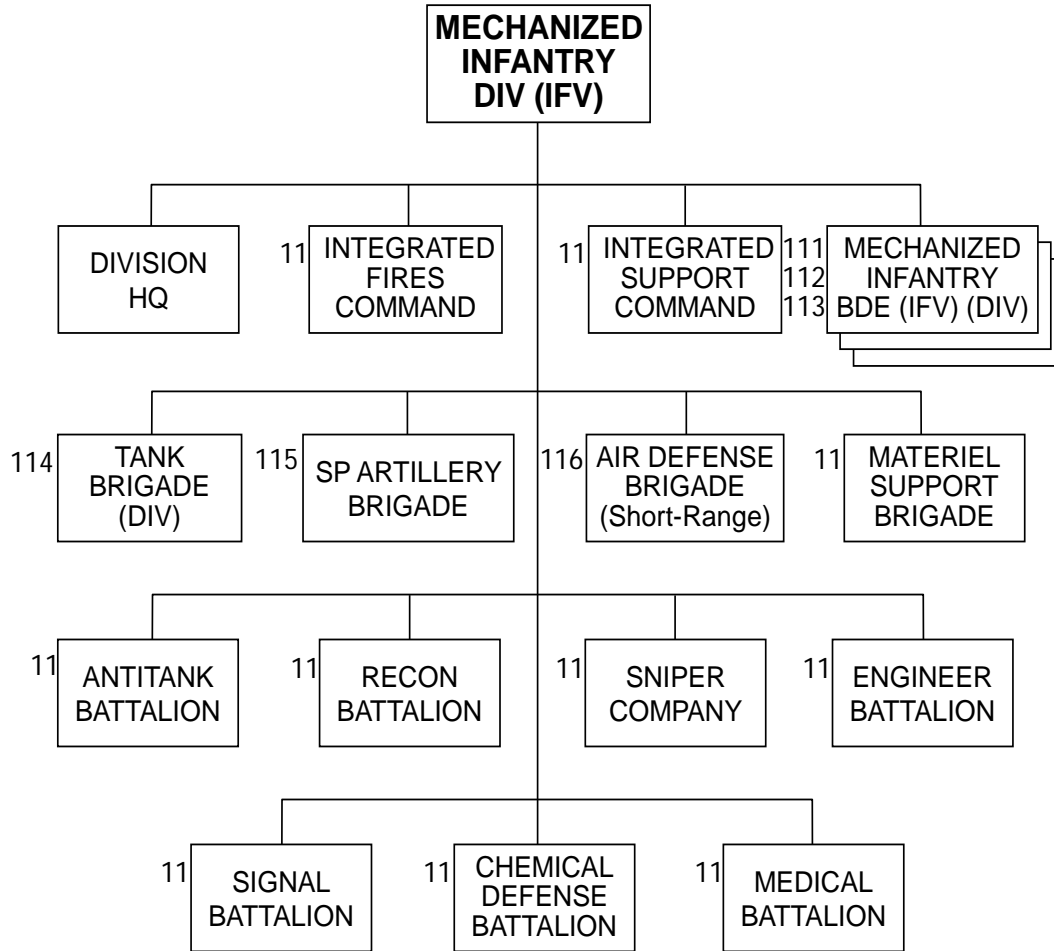 MECHANIZED
INFANTRY
DIV (IFV)
DIVISION
HQ
11
INTEGRATED
FIRES
COMMAND
11
INTEGRATED
SUPPORT
COMMAND
111
112
113
MECHANIZED
INFANTRY
BDE (IFV) (DIV)
114
TANK
BRIGADE
(DIV)
115
SP ARTILLERY
BRIGADE
116
AIR DEFENSE
BRIGADE
(Short-Range)
11
MATERIEL
SUPPORT
BRIGADE
11
ANTITANK
BATTALION
11
RECON
BATTALION
11
SNIPER
COMPANY
11
ENGINEER
BATTALION
11
SIGNAL
BATTALION
11
CHEMICAL
DEFENSE
BATTALION
11
MEDICAL
BATTALION